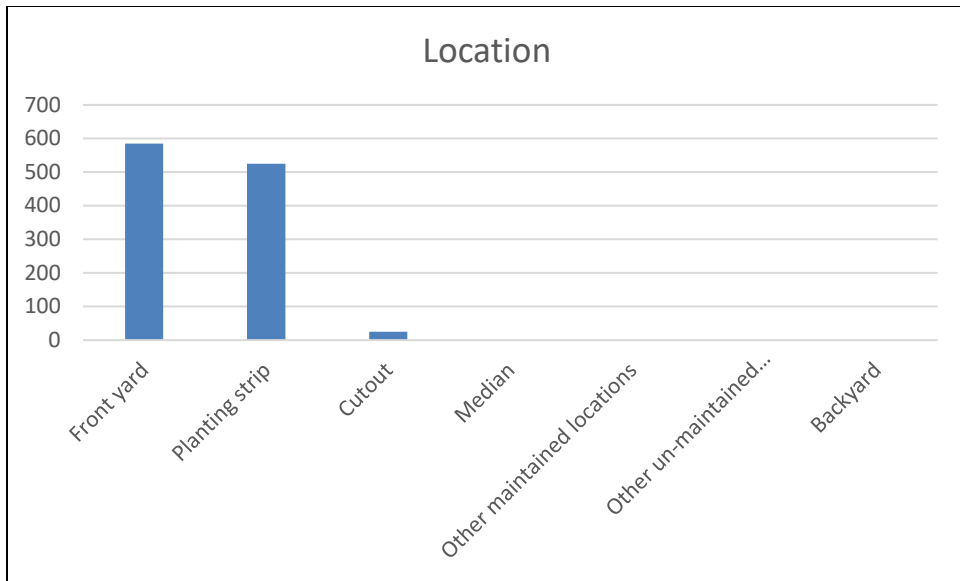 Location
700
600
500
400
300
200
100
0
Front yard
Planting strip
Cutout
Median
Other maintained locations
Other un-maintained...
Backyard